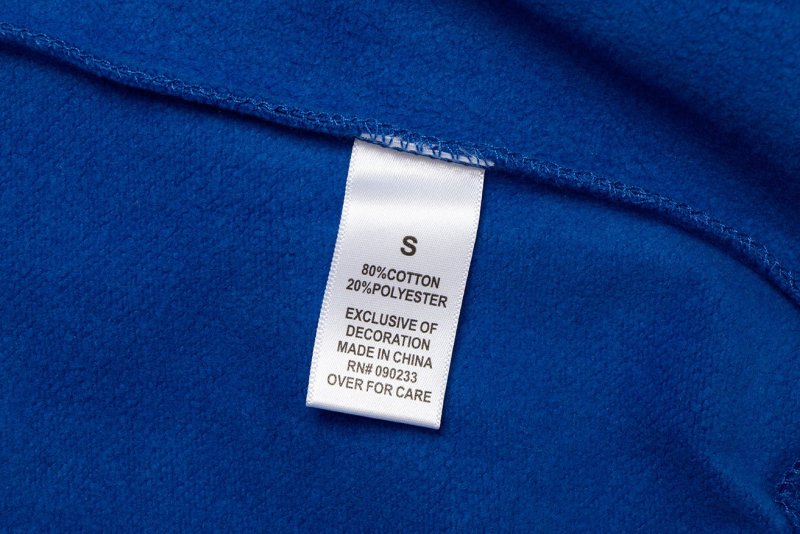 S
80%COTTON
20%POLYESTER
EXCLUSIVE OF
DECORATION
MADE IN CHINA
RN# 090233
OVER FOR CARE